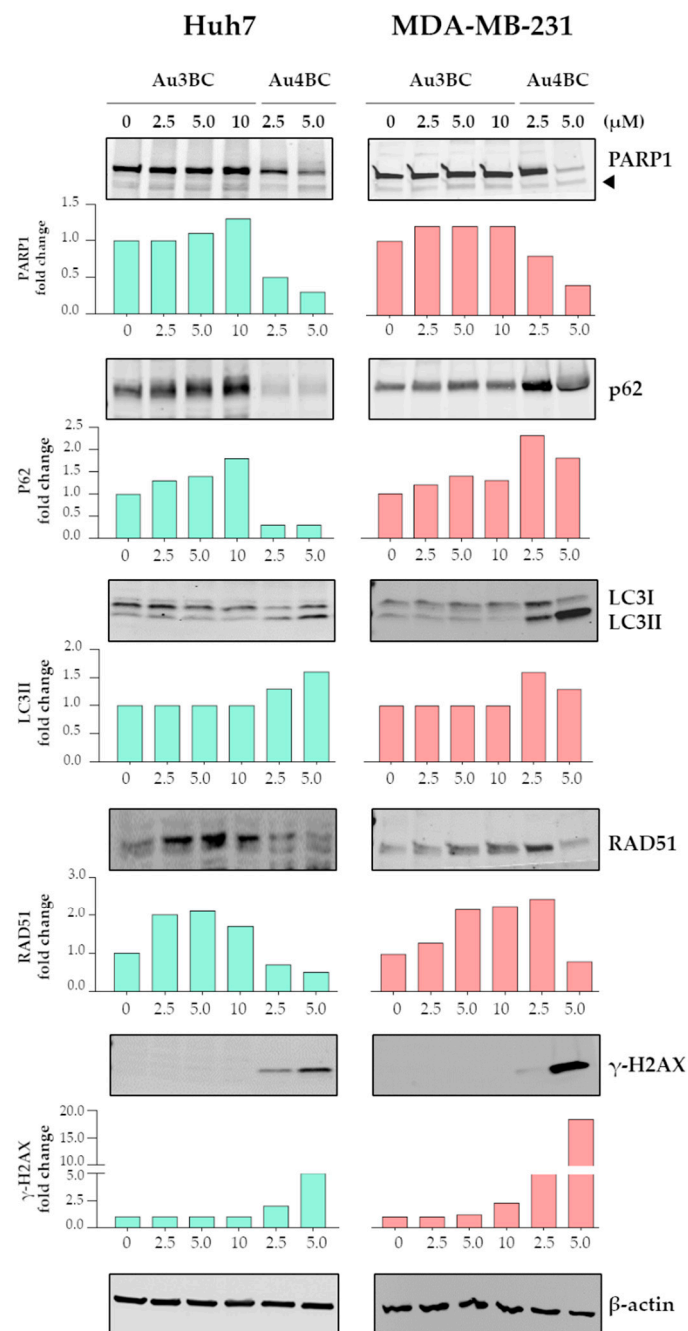 Huh7 MDA-MB-231
Au3BC Au4BC Au3BC Au4BC
0 2.5 5.0 10 2.5 5.0 0 2.5 5.0 10 2.5 5.0 (μM)
PARP1
1.5
1.0
0.5
0.0
PARP1
fold change
0 2.5 5.0 10 2.5 5.0 0 2.5 5.0 10 2.5 5.0
p62
2.5
2.0
1.5
1.0
0.5
0.0
P62
fold change
0 2.5 5.0 10 2.5 5.0 0 2.5 5.0 10 2.5 5.0
LC3I
LC3II
2.0
1.5
1.0
0.5
0.0
LC3II
fold change
0 2.5 5.0 10 2.5 5.0 0 2.5 5.0 10 2.5 5.0
RAD51
3.0
2.0
1.0
0.0
RAD51
fold change
0 2.5 5.0 10 2.5 5.0 0 2.5 5.0 10 2.5 5.0
γ-H2AX
20.0
15.0
10.0
5.0
2.5
0.0
γ-H2AX
fold change
0 2.5 5.0 10 2.5 5.0 0 2.5 5.0 10 2.5 5.0
β-actin